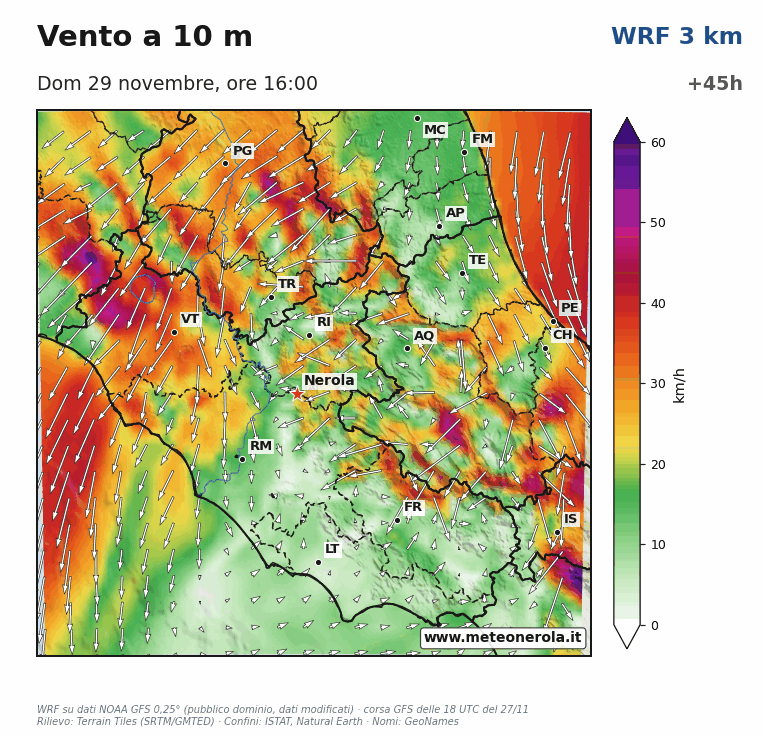 Vento a 10 m
WRF 3 km
Dom 29 novembre, ore 16:00
+45h
MC
FM
PG
AP
TE
TR
PE
VT
RI
AQ
CH
Nerola
RM
FR
IS
LT
www.meteonerola.it
60
50
40
30
20
10
0
km/h
WRF su dati NOAA GFS 0,25° (pubblico dominio, dati modificati) · corsa GFS delle 18 UTC del 27/11
Rilievo: Terrain Tiles (SRTM/GMTED) · Confini: ISTAT, Natural Earth · Nomi: GeoNames